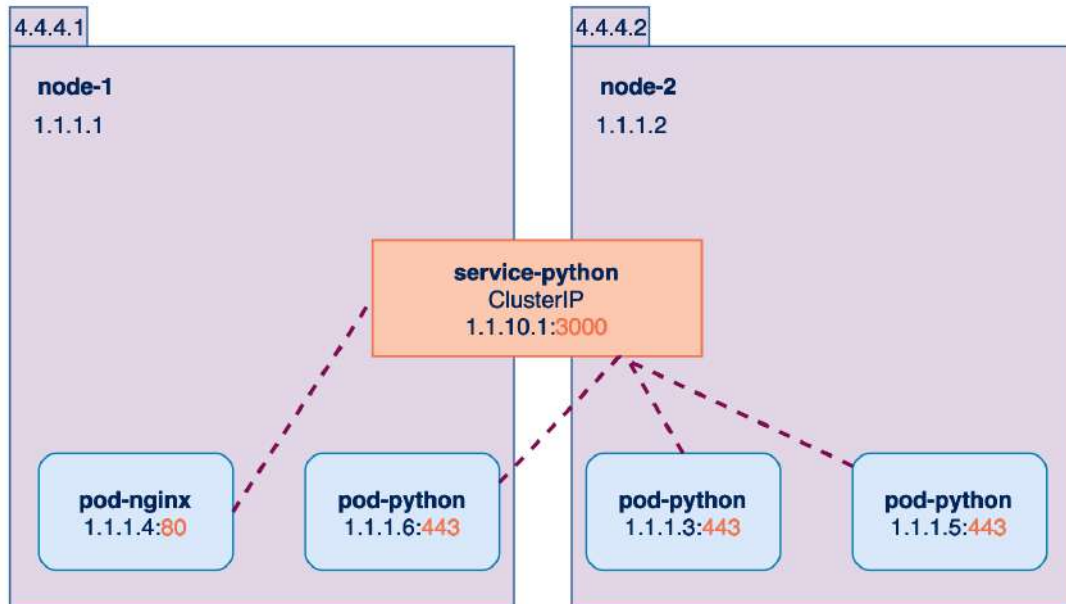 4.4.4.1
4.4.4.2
node-1
1.1.1.1
node-2
1.1.1.2
service-python
ClusterIP
1.1.10.1:3000
pod-nginx
1.1.1.4:80
pod-python
1.1.1.6:443
pod-python
1.1.1.3:443
pod-python
1.1.1.5:443